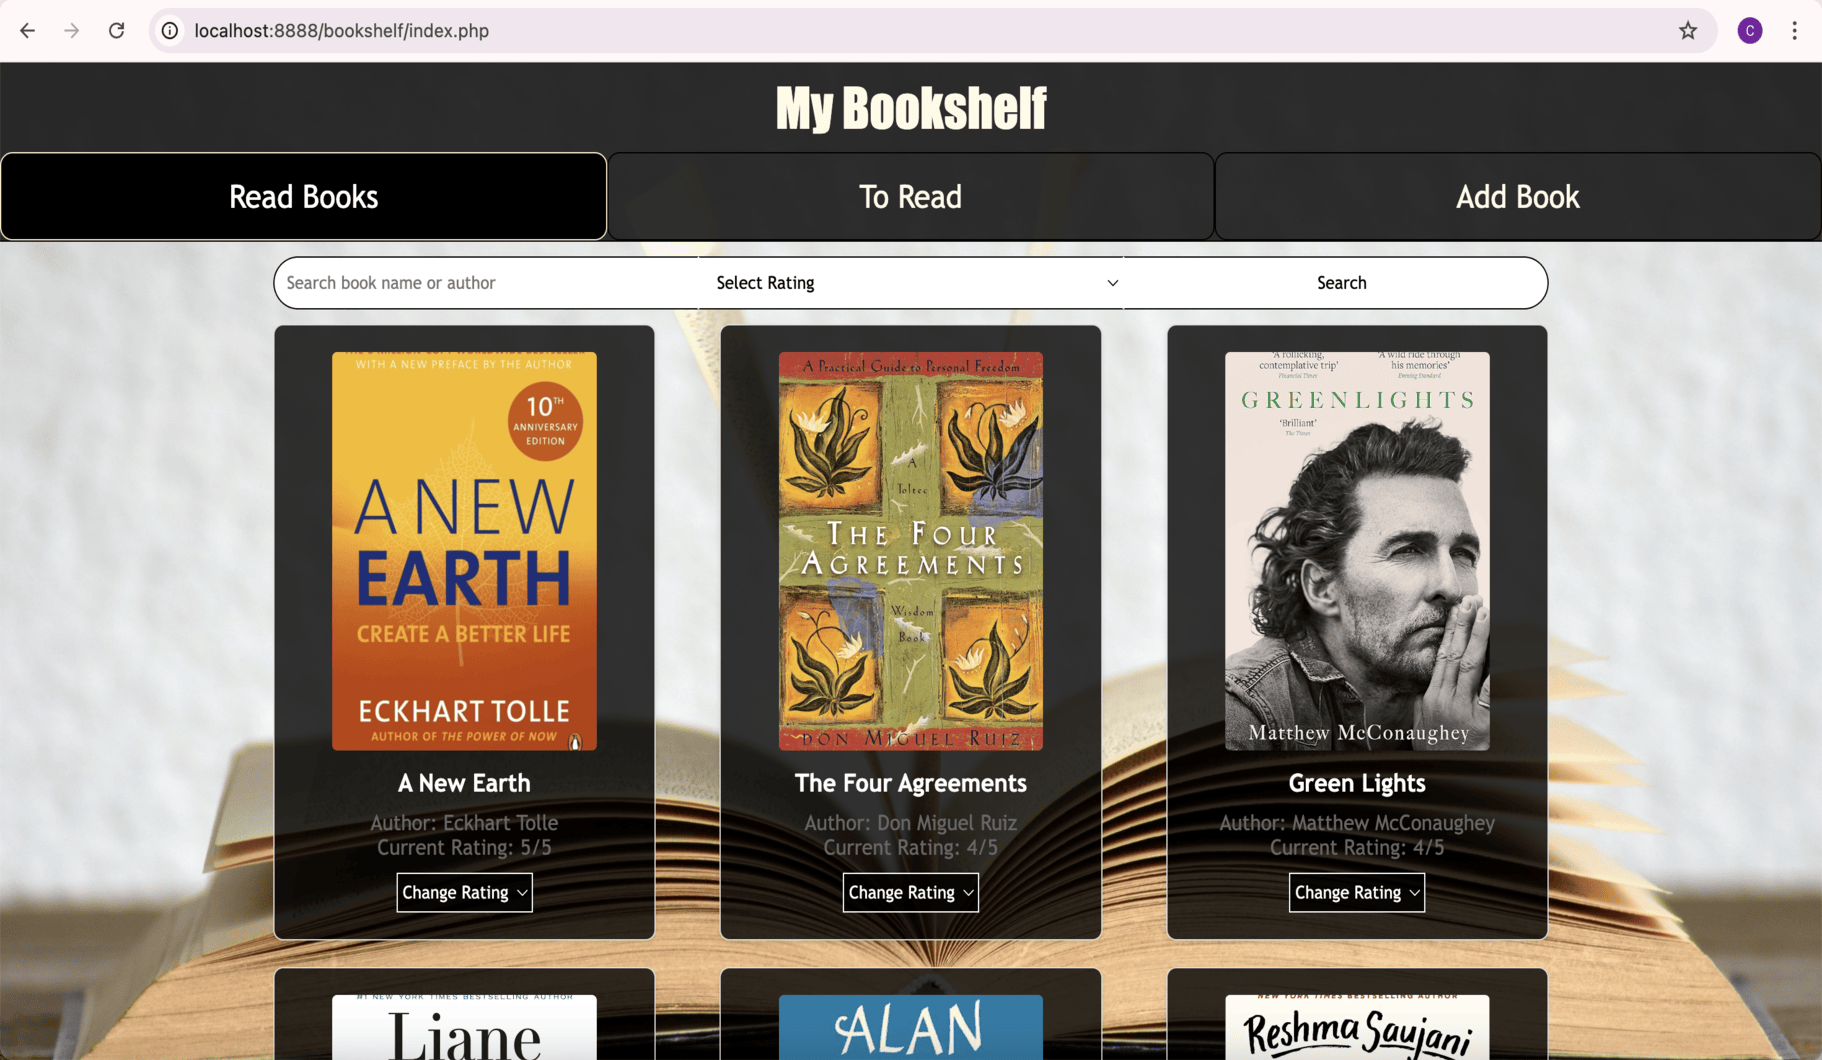 localhost:8888/bookshelf/index.php
C
My Bookshelf
Read Books
To Read
Add Book
Search book name or author
Select Rating
Search
WITH A NEW PREFACE BY THE AUTHOR
10TH
ANNIVERSARY
EDITION
A NEW
EARTH
CREATE A BETTER LIFE
ECKHART TOLLE
AUTHOR OF THE POWER OF NOW
A New Earth
Author: Eckhart Tolle
Current Rating: 5/5
Change Rating
A Practical Guide to Personal Freedom
A
Toltec
THE FOUR
AGREEMENTS
Wisdom
Book
DON MIGUEL RUIZ
The Four Agreements
Author: Don Miguel Ruiz
Current Rating: 4/5
Change Rating
'A rollicking,
contemplative trip'
Financial Times
'A wild ride through
his memories'
Evening Standard
GREENLIGHTS
'Brilliant'
The Times
Matthew McConaughey
Green Lights
Author: Matthew McConaughey
Current Rating: 4/5
Change Rating
#1 NEW YORK TIMES BESTSELLING AUTHOR
Liane
ALAN
NEW YORK TIMES BESTSELLING AUTHOR
Reshma Saujani